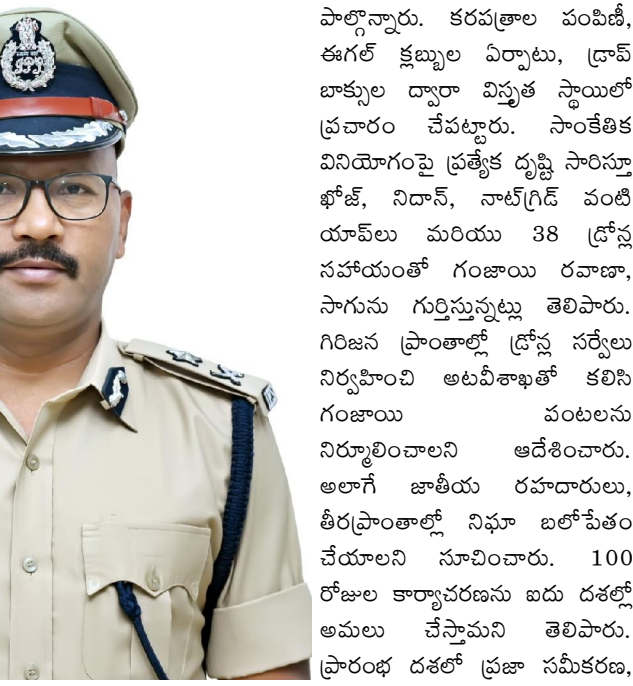 పాల్గొన్నారు. కరపత్రాల పంపిణీ,
ఈగల్ క్లబ్బుల ఏర్పాటు, డ్రాప్
బాక్సుల ద్వారా విస్తృత స్థాయిలో
ప్రచారం చేపట్టారు. సాంకేతిక
వినియోగంపై ప్రత్యేక దృష్టి సారిస్తూ
ఖోజ్, నిదాన్, నాట్‌గ్రిడ్ వంటి
యాప్‌లు మరియు 38 డ్రోన్ల
సహాయంతో గంజాయి రవాణా,
సాగును గుర్తిస్తున్నట్లు తెలిపారు.
గిరిజన ప్రాంతాల్లో డ్రోన్ల సర్వేలు
నిర్వహించి అటవీశాఖతో కలిసి
గంజాయి పంటలను
నిర్మూలించాలని ఆదేశించారు.
అలాగే జాతీయ రహదారులు,
తీరప్రాంతాల్లో నిఘా బలోపేతం
చేయాలని సూచించారు. 100
రోజుల కార్యాచరణను ఐదు దశల్లో
అమలు చేస్తామని తెలిపారు.
ప్రారంభ దశలో ప్రజా సమీకరణ,